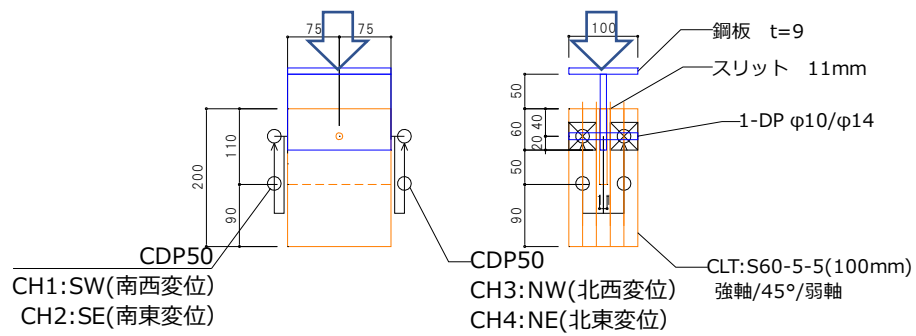 75
75
100
鋼板 t=9
スリット 11mm
50
60
40
20
1-DP φ10/φ14
200
110
50
90
90
CDP50
CH1:SW(南西変位)
CH2:SE(南東変位)
CDP50
CH3:NW(北西変位)
CH4:NE(北東変位)
CLT:S60-5-5(100mm)
強軸/45°/弱軸